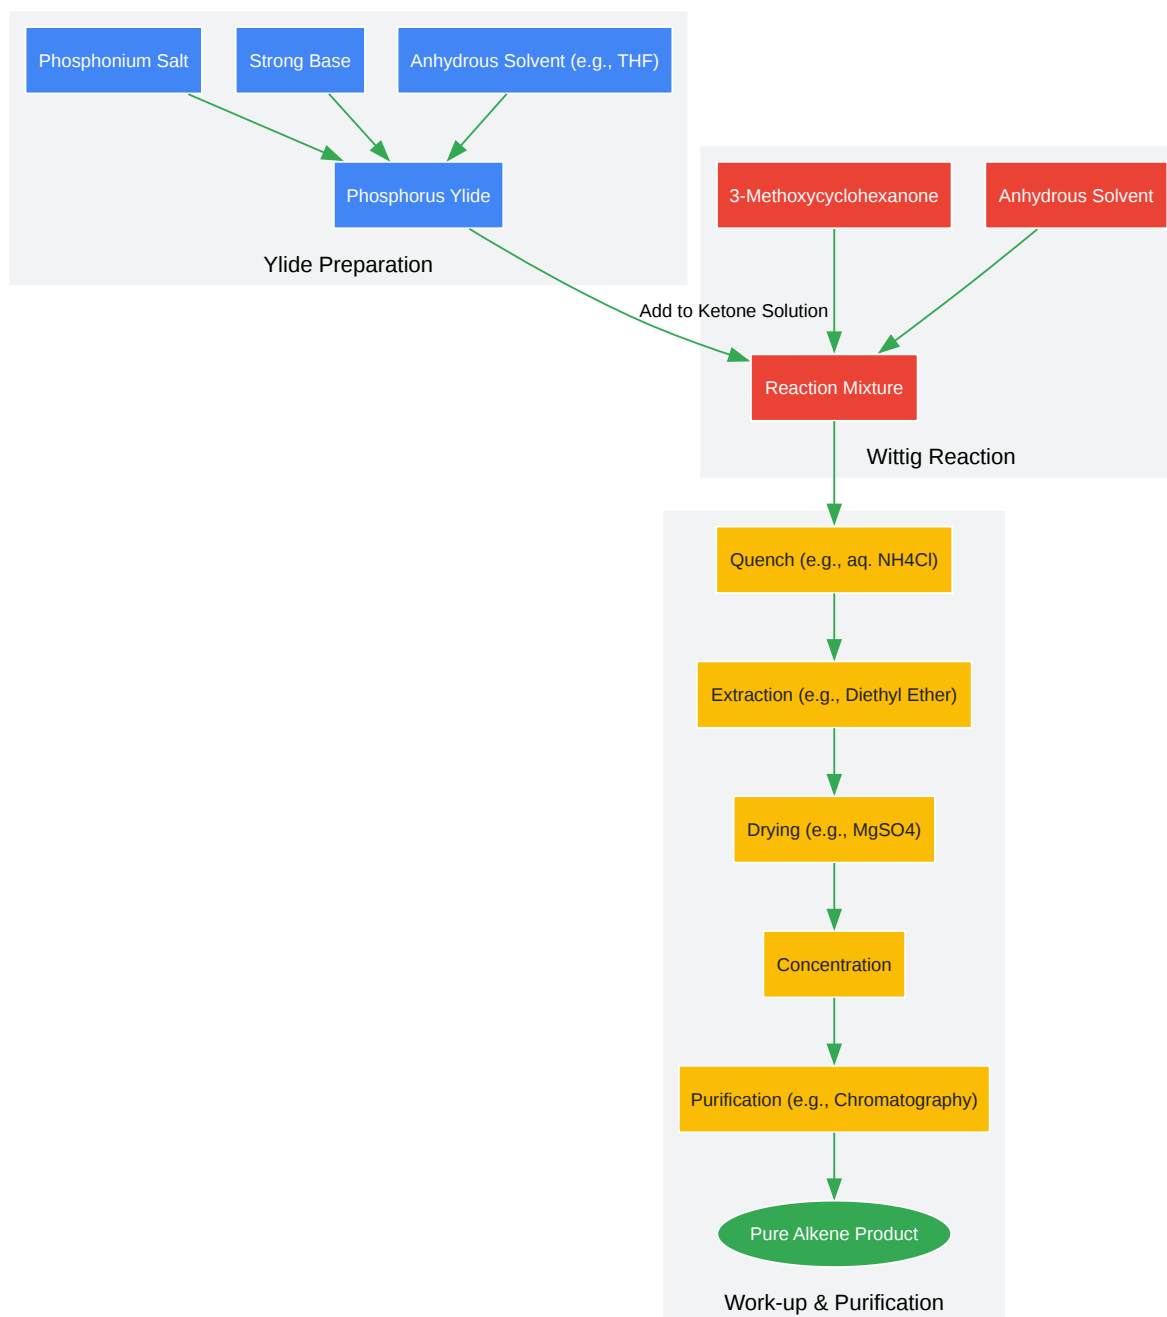 Phosphonium Salt
Strong Base
Anhydrous Solvent (e.g., THF)
Phosphorus Ylide
Ylide Preparation
3-Methoxycyclohexanone
Anhydrous Solvent
Add to Ketone Solution
Reaction Mixture
Wittig Reaction
Quench (e.g., aq. NH4Cl)
Extraction (e.g., Diethyl Ether)
Drying (e.g., MgSO4)
Concentration
Purification (e.g., Chromatography)
Pure Alkene Product
Work-up & Purification